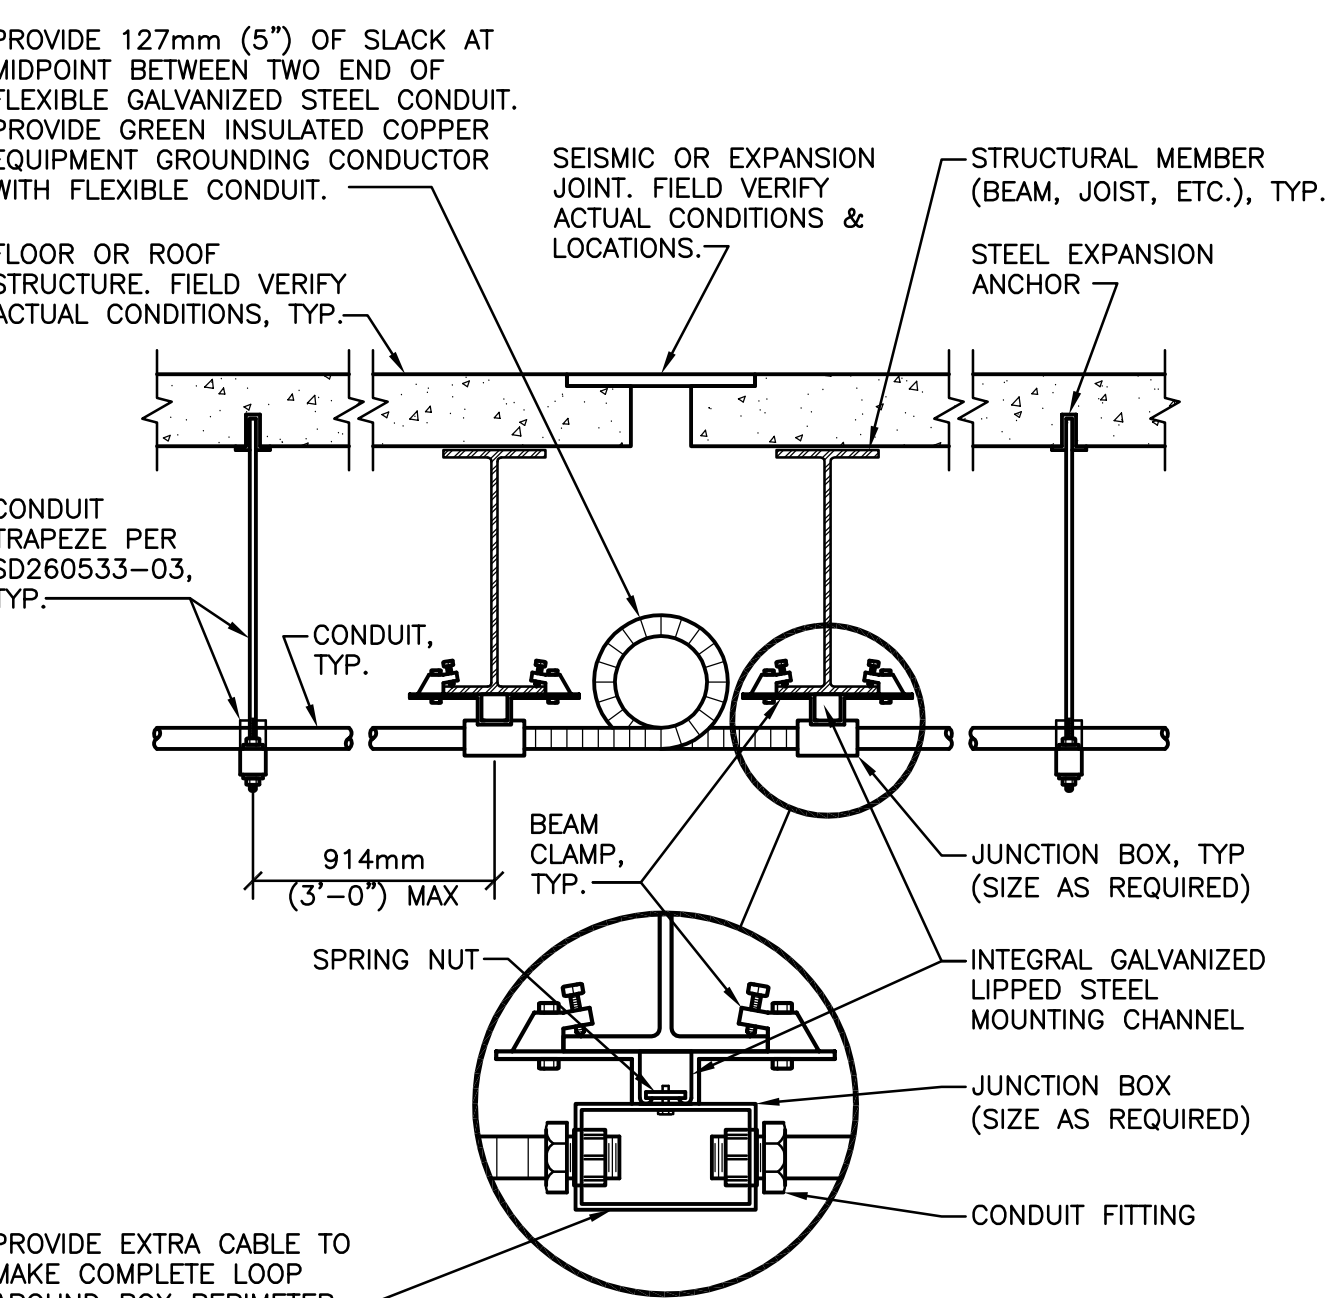 PROVIDE 127mm (5") OF SLACK AT
MIDPOINT BETWEEN TWO END OF
FLEXIBLE GALVANIZED STEEL CONDUIT.
PROVIDE GREEN INSULATED COPPER
EQUIPMENT GROUNDING CONDUCTOR
WITH FLEXIBLE CONDUIT.
SEISMIC OR EXPANSION
JOINT. FIELD VERIFY
ACTUAL CONDITIONS &
LOCATIONS.
STRUCTURAL MEMBER
(BEAM, JOIST, ETC.), TYP.
FLOOR OR ROOF
STRUCTURE. FIELD VERIFY
ACTUAL CONDITIONS, TYP.
STEEL EXPANSION
ANCHOR
CONDUIT
TRAPEZE PER
SD260533-03,
TYP.
CONDUIT,
TYP.
914mm
(3'-0") MAX
BEAM
CLAMP,
TYP.
JUNCTION BOX, TYP
(SIZE AS REQUIRED)
SPRING NUT
INTEGRAL GALVANIZED
LIPPED STEEL
MOUNTING CHANNEL
JUNCTION BOX
(SIZE AS REQUIRED)
CONDUIT FITTING
PROVIDE EXTRA CABLE TO
MAKE COMPLETE LOOP
AROUND BOX PERIMETER